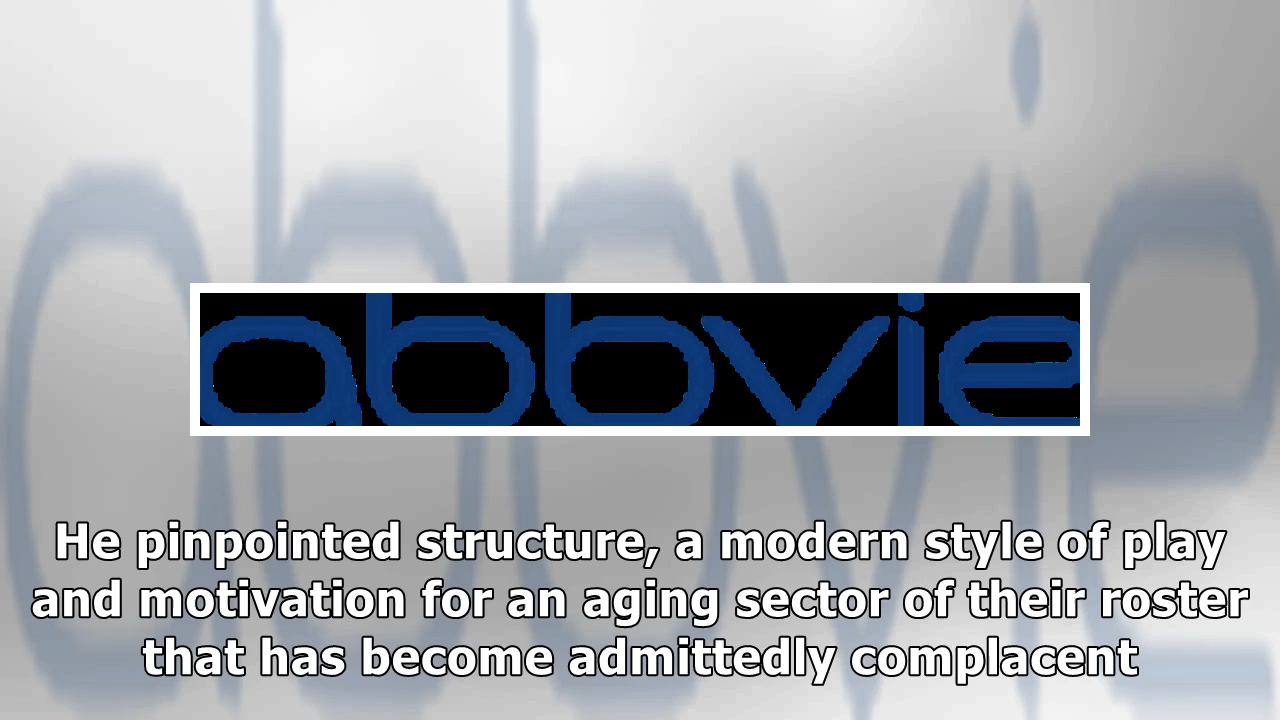 abbvie
He pinpointed structure, a modern style of play
and motivation for an aging sector of their roster
that has become admittedly complacent